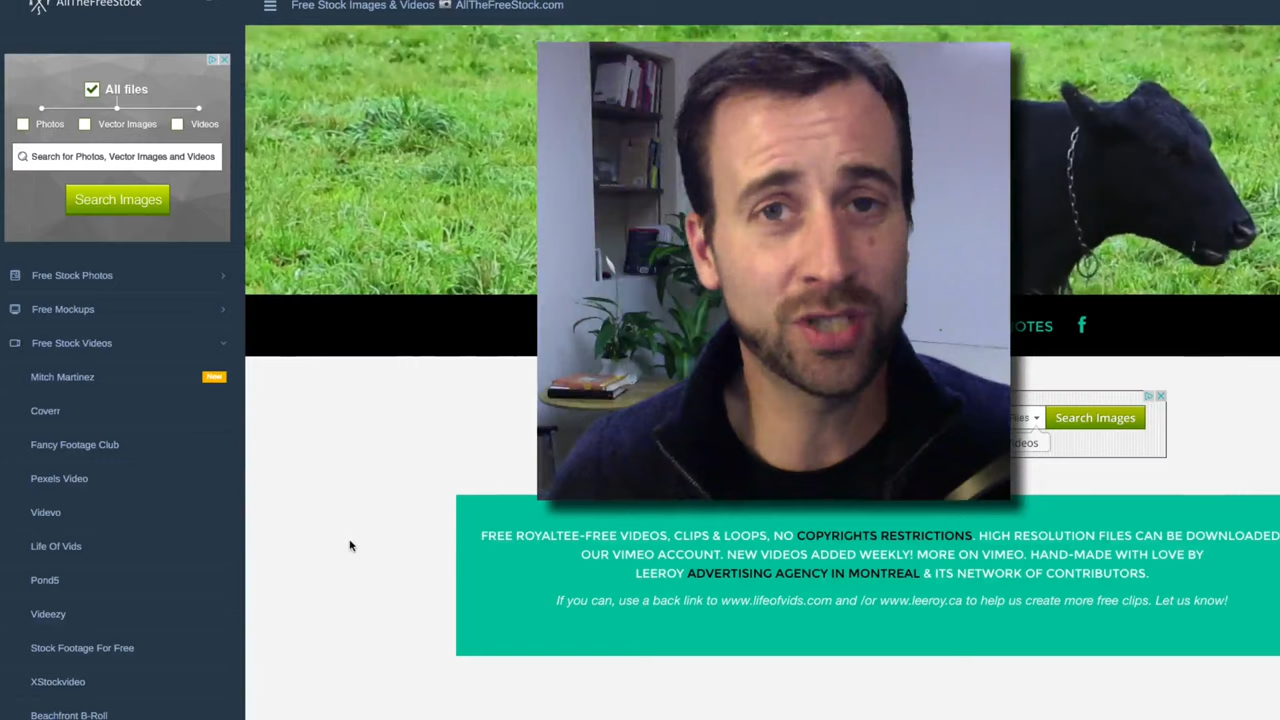 AllTheFreeStock
Free Stock Images & Videos 📷 AllTheFreeStock.com
All files
Photos
Vector Images
Videos
Search for Photos, Vector Images and Videos
Search Images
Free Stock Photos
Free Mockups
Free Stock Videos
Mitch Martinez
New
Coverr
Fancy Footage Club
Pexels Video
Videvo
Life Of Vids
Pond5
Videezy
Stock Footage For Free
XStockvideo
Beachfront B-Roll
f
Search Images
FREE ROYALTEE-FREE VIDEOS, CLIPS & LOOPS, NO COPYRIGHTS RESTRICTIONS. HIGH RESOLUTION FILES CAN BE DOWNLOADED
OUR VIMEO ACCOUNT. NEW VIDEOS ADDED WEEKLY! MORE ON VIMEO. HAND-MADE WITH LOVE BY
LEEROY ADVERTISING AGENCY IN MONTREAL & ITS NETWORK OF CONTRIBUTORS.
If you can, use a back link to www.lifeofvids.com and /or www.leeroy.ca to help us create more free clips. Let us know!